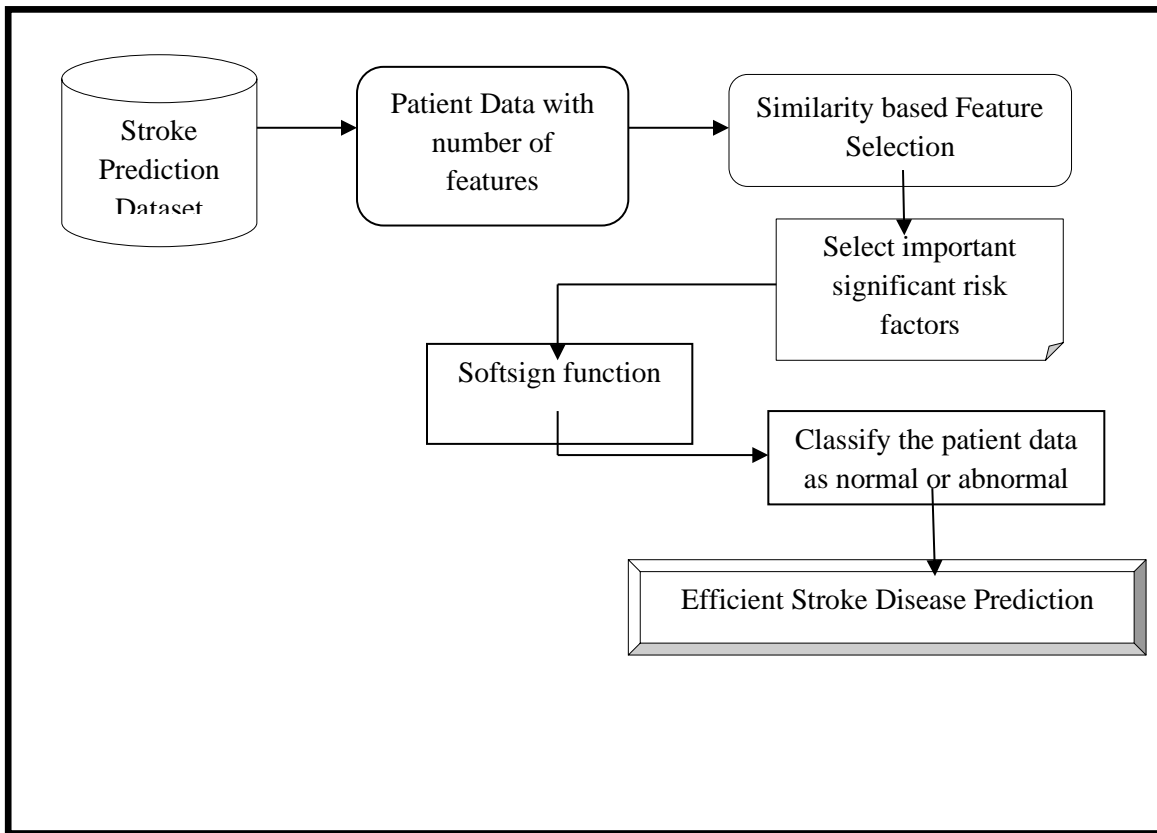 Stroke
Prediction
Dataset
Patient Data with
number of
features
Similarity based Feature
Selection
Select important
significant risk
factors
Softsign function
Classify the patient data
as normal or abnormal
Efficient Stroke Disease Prediction